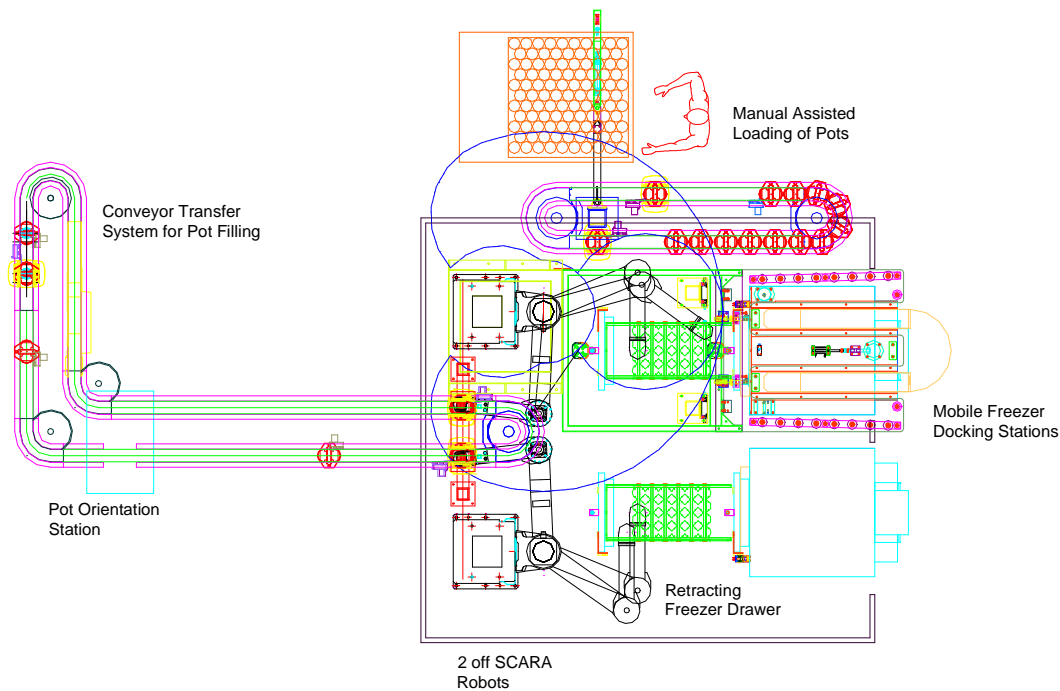 Manual Assisted
Loading of Pots
Conveyor Transfer
System for Pot Filling
Mobile Freezer
Docking Stations
Pot Orientation
Station
Retracting
Freezer Drawer
2 off SCARA
Robots